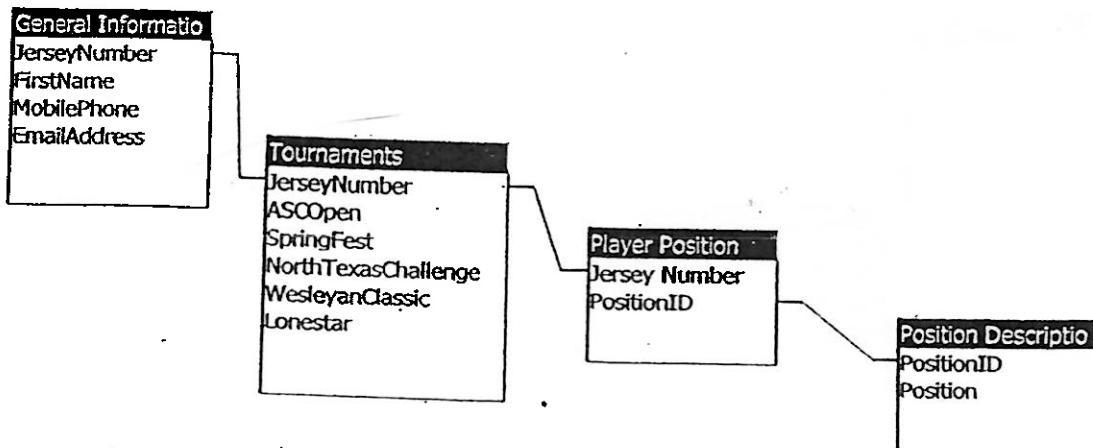 General Informatio
JerseyNumber
FirstName
MobilePhone
EmailAddress
Tournaments
JerseyNumber
ASCOpen
SpringFest
NorthTexasChallenge
WesleyanClassic
Lonestar
Player Position
Jersey Number
PositionID
Position Descriptio
PositionID
Position